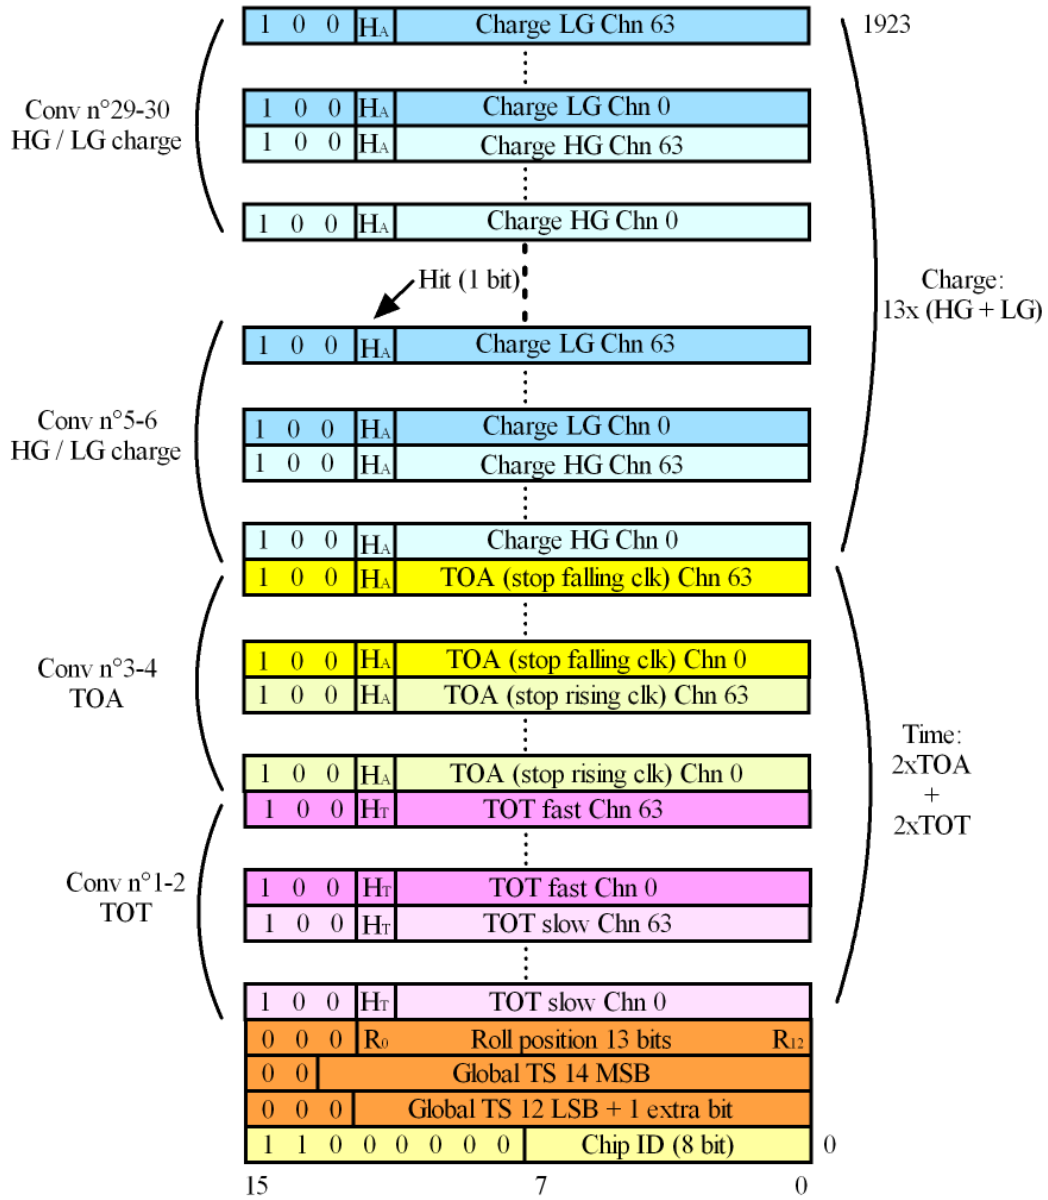 1 0 0 HA Charge LG Chn 63 1923
Conv n°29-30
HG / LG charge
1 0 0 HA Charge LG Chn 0
1 0 0 HA Charge HG Chn 63
1 0 0 HA Charge HG Chn 0
Hit (1 bit)
Charge:
13x (HG + LG)
1 0 0 HA Charge LG Chn 63
Conv n°5-6
HG / LG charge
1 0 0 HA Charge LG Chn 0
1 0 0 HA Charge HG Chn 63
1 0 0 HA Charge HG Chn 0
1 0 0 HA TOA (stop falling clk) Chn 63
Conv n°3-4
TOA
1 0 0 HA TOA (stop falling clk) Chn 0
1 0 0 HA TOA (stop rising clk) Chn 63
1 0 0 HA TOA (stop rising clk) Chn 0
Time:
2xTOA
+
2xTOT
1 0 0 HT TOT fast Chn 63
Conv n°1-2
TOT
1 0 0 HT TOT fast Chn 0
1 0 0 HT TOT slow Chn 63
1 0 0 HT TOT slow Chn 0
0 0 0 R0 Roll position 13 bits R12
0 0 Global TS 14 MSB
0 0 0 Global TS 12 LSB + 1 extra bit
1 1 0 0 0 0 0 0 Chip ID (8 bit) 0
15 7 0